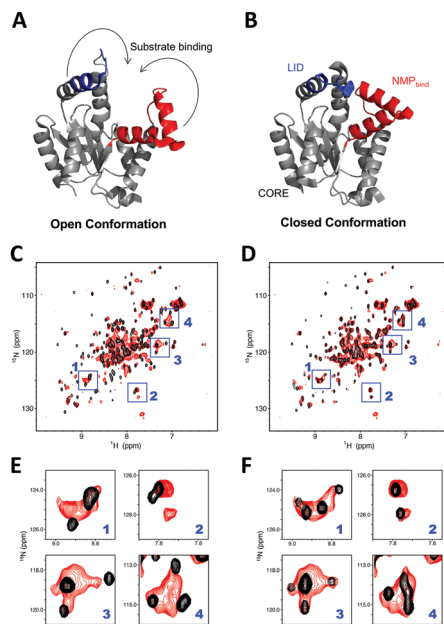 A
B
Substrate binding
LID
NMPbind
CORE
Open Conformation
Closed Conformation
C
D
110
120
130
15N (ppm)
9
8
7
1H (ppm)
1
2
3
4
110
120
130
15N (ppm)
9
8
7
1H (ppm)
1
2
3
4
E
F
124.0
126.0
9.0
8.8
1
126.0
128.0
7.8
7.6
2
15N (ppm)
118.0
120.0
3
113.0
115.0
4
124.0
126.0
9.0
8.8
1
126.0
128.0
7.8
7.6
2
15N (ppm)
118.0
120.0
3
113.0
115.0
4